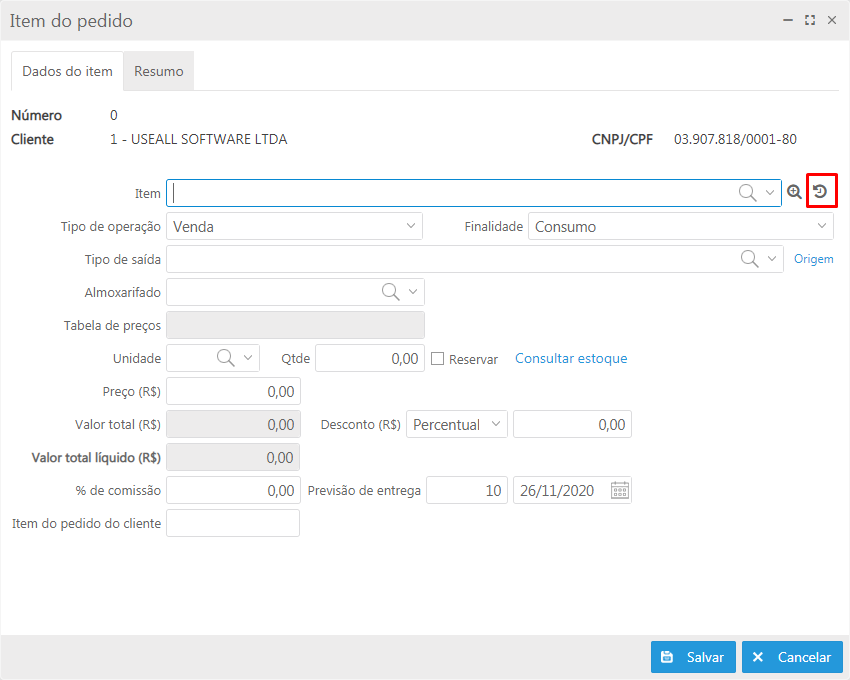 Item do pedido
Dados do item Resumo
Número 0
Cliente 1 - USEALL SOFTWARE LTDA CNPJ/CPF 03.907.818/0001-80
Item
Tipo de operação Venda Finalidade Consumo
Tipo de saída Origem
Almoxarifado
Tabela de preços
Unidade Qtde 0,00 Reservar Consultar estoque
Preço (R$) 0,00
Valor total (R$) 0,00 Desconto (R$) Percentual 0,00
Valor total líquido (R$) 0,00
% de comissão 0,00 Previsão de entrega 10 26/11/2020
Item do pedido do cliente
Salvar Cancelar